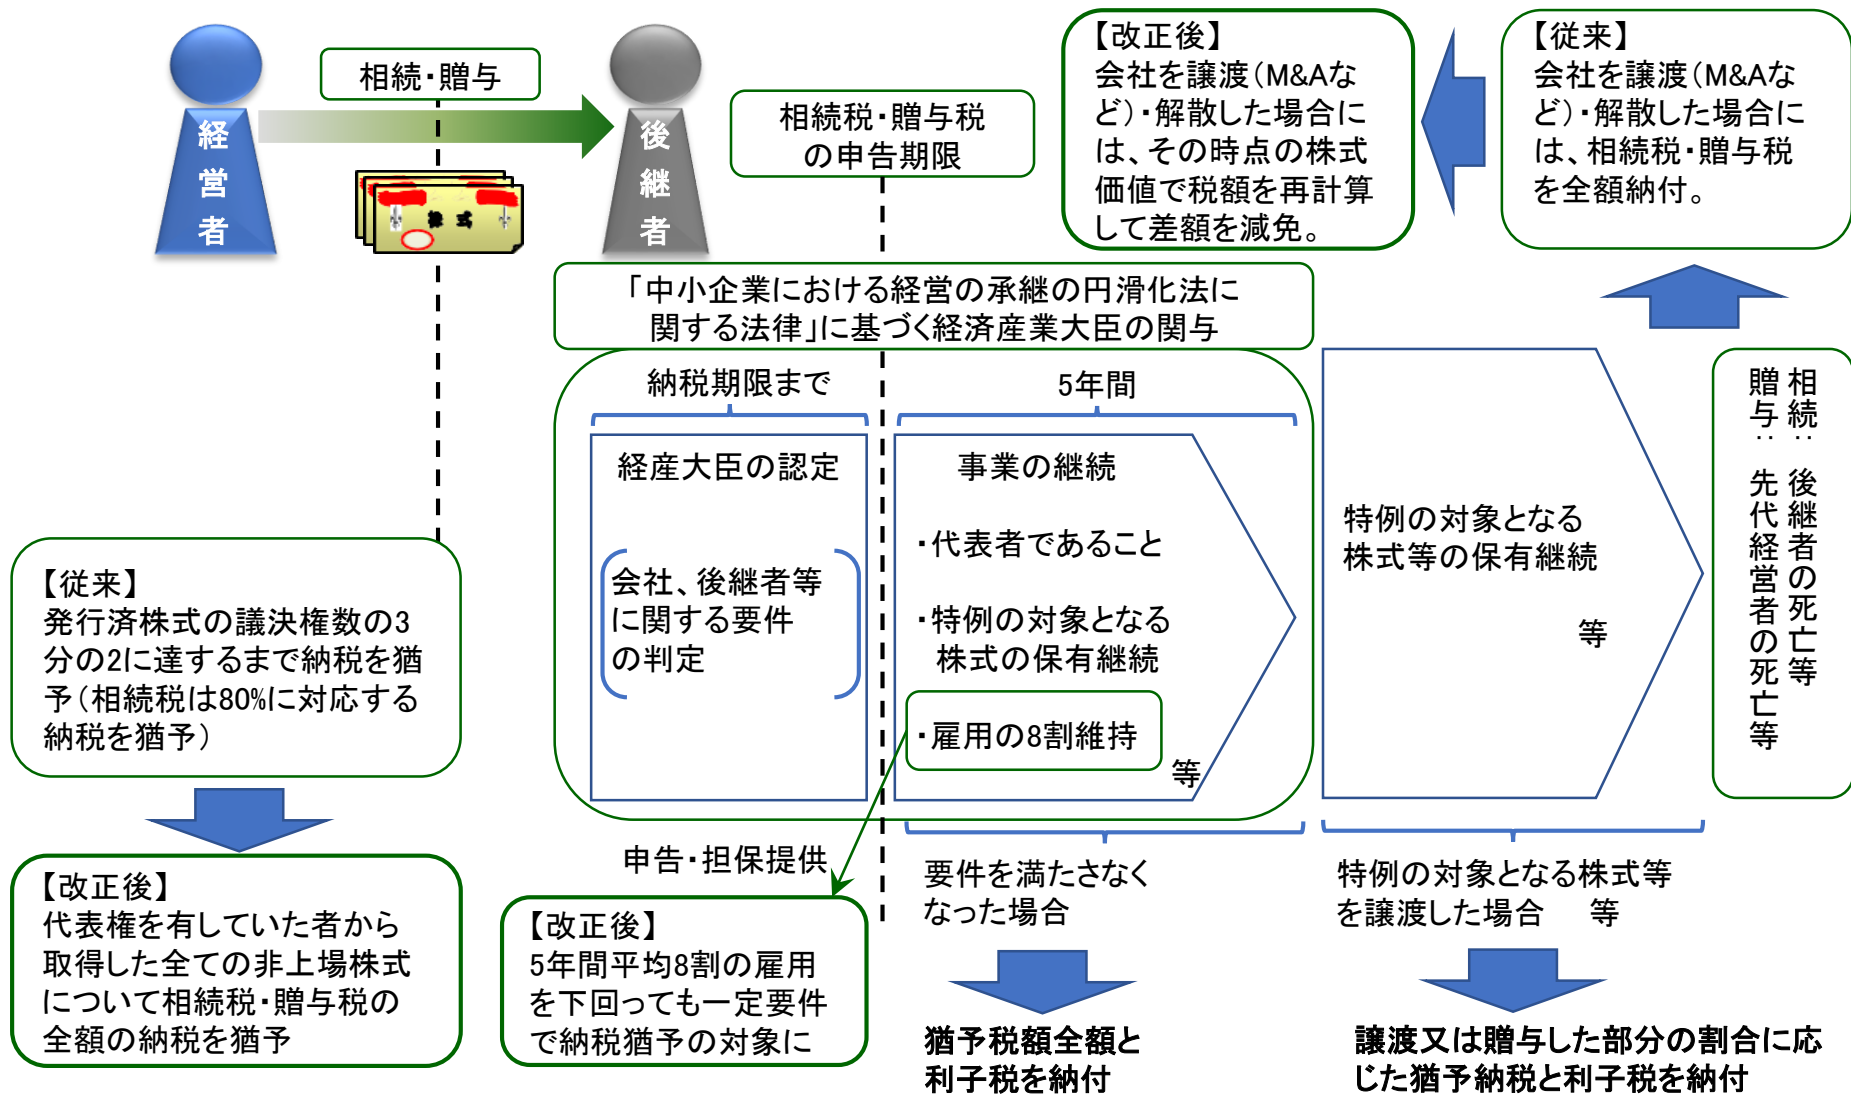 経営者
相続・贈与
株式
後継者
相続税・贈与税
の申告期限
【改正後】
会社を譲渡（M&Aな
ど）・解散した場合に
は、その時点の株式
価値で税額を再計算
して差額を減免。
【従来】
会社を譲渡（M&Aな
ど）・解散した場合に
は、相続税・贈与税
を全額納付。
「中小企業における経営の承継の円滑化法に
関する法律」に基づく経済産業大臣の関与
納税期限まで
5年間
経産大臣の認定
会社、後継者等
に関する要件
の判定
事業の継続
・代表者であること
・特例の対象となる
株式の保有継続
・雇用の8割維持
等
特例の対象となる
株式等の保有継続
等
相続：後継者の死亡等
贈与：先代経営者の死亡等
【従来】
発行済株式の議決権数の3
分の2に達するまで納税を猶
予（相続税は80%に対応する
納税を猶予）
【改正後】
代表権を有していた者から
取得した全ての非上場株式
について相続税・贈与税の
全額の納税を猶予
申告・担保提供
【改正後】
5年間平均8割の雇用
を下回っても一定要件
で納税猶予の対象に
要件を満たさなく
なった場合
猶予税額全額と
利子税を納付
特例の対象となる株式等
を譲渡した場合 等
譲渡又は贈与した部分の割合に応
じた猶予納税と利子税を納付